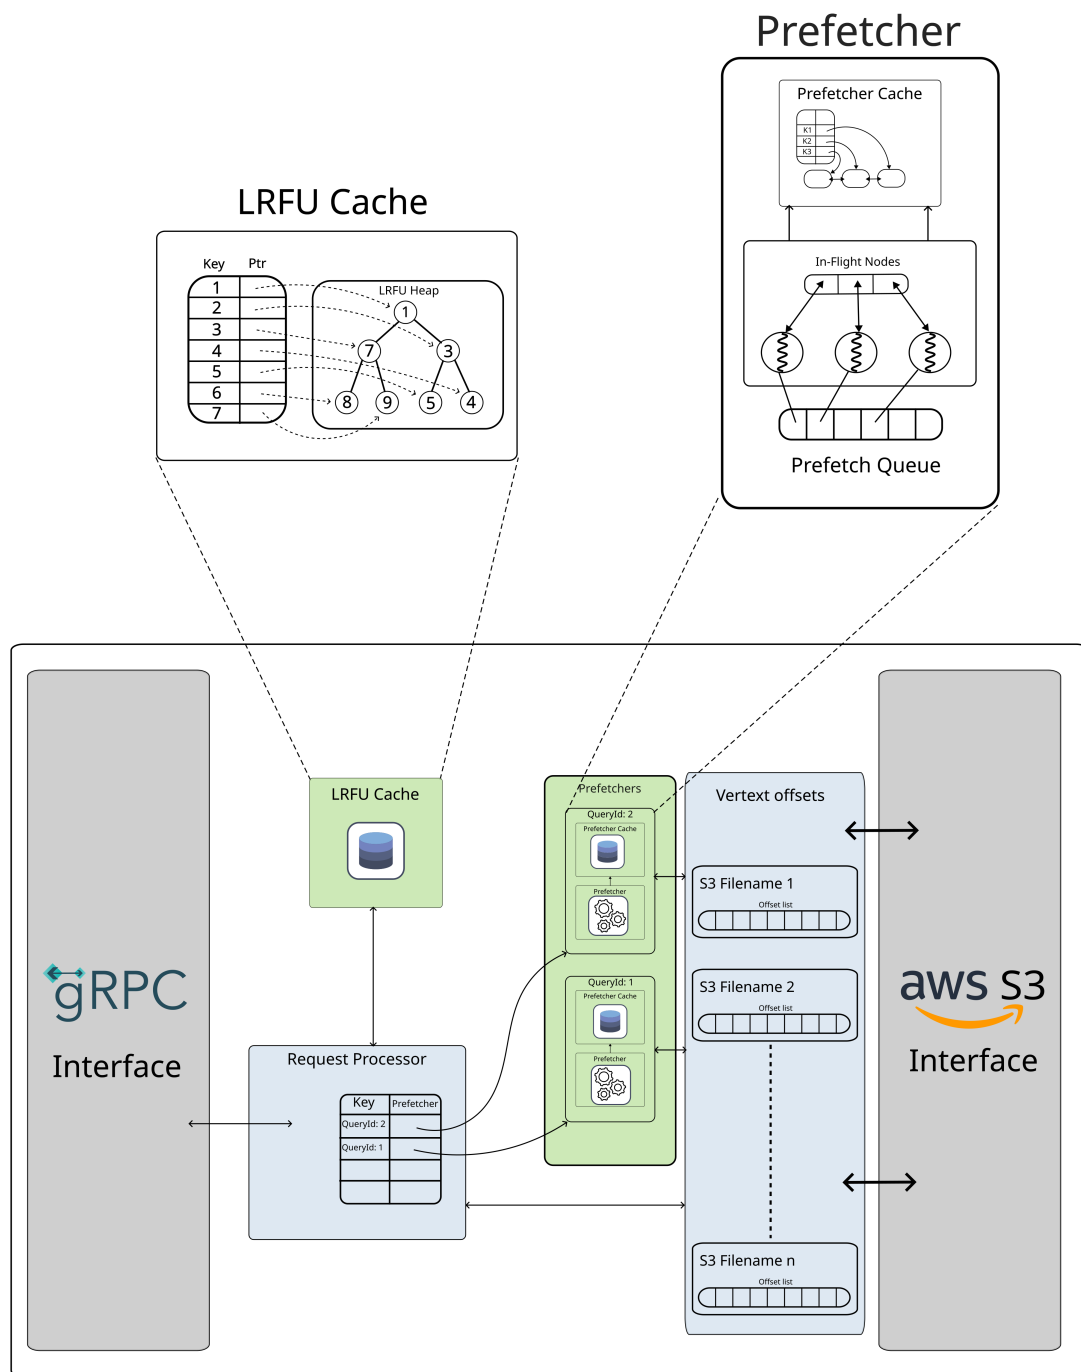 Prefetcher
Prefetcher Cache
K1
K2
K3
In-Flight Nodes
Prefetch Queue
LRFU Cache
Key Ptr
1
2
3
4
5
6
7
LRFU Heap
1
7 3
8 9 5 4
gRPC
Interface
LRFU Cache
Request Processor
Key Prefetcher
QueryId: 2
QueryId: 1
Prefetchers
QueryId: 2
Prefetcher Cache
Prefetcher
QueryId: 1
Prefetcher Cache
Prefetcher
Vertext offsets
S3 Filename 1
Offset list
S3 Filename 2
Offset list
S3 Filename n
Offset list
aws S3
Interface